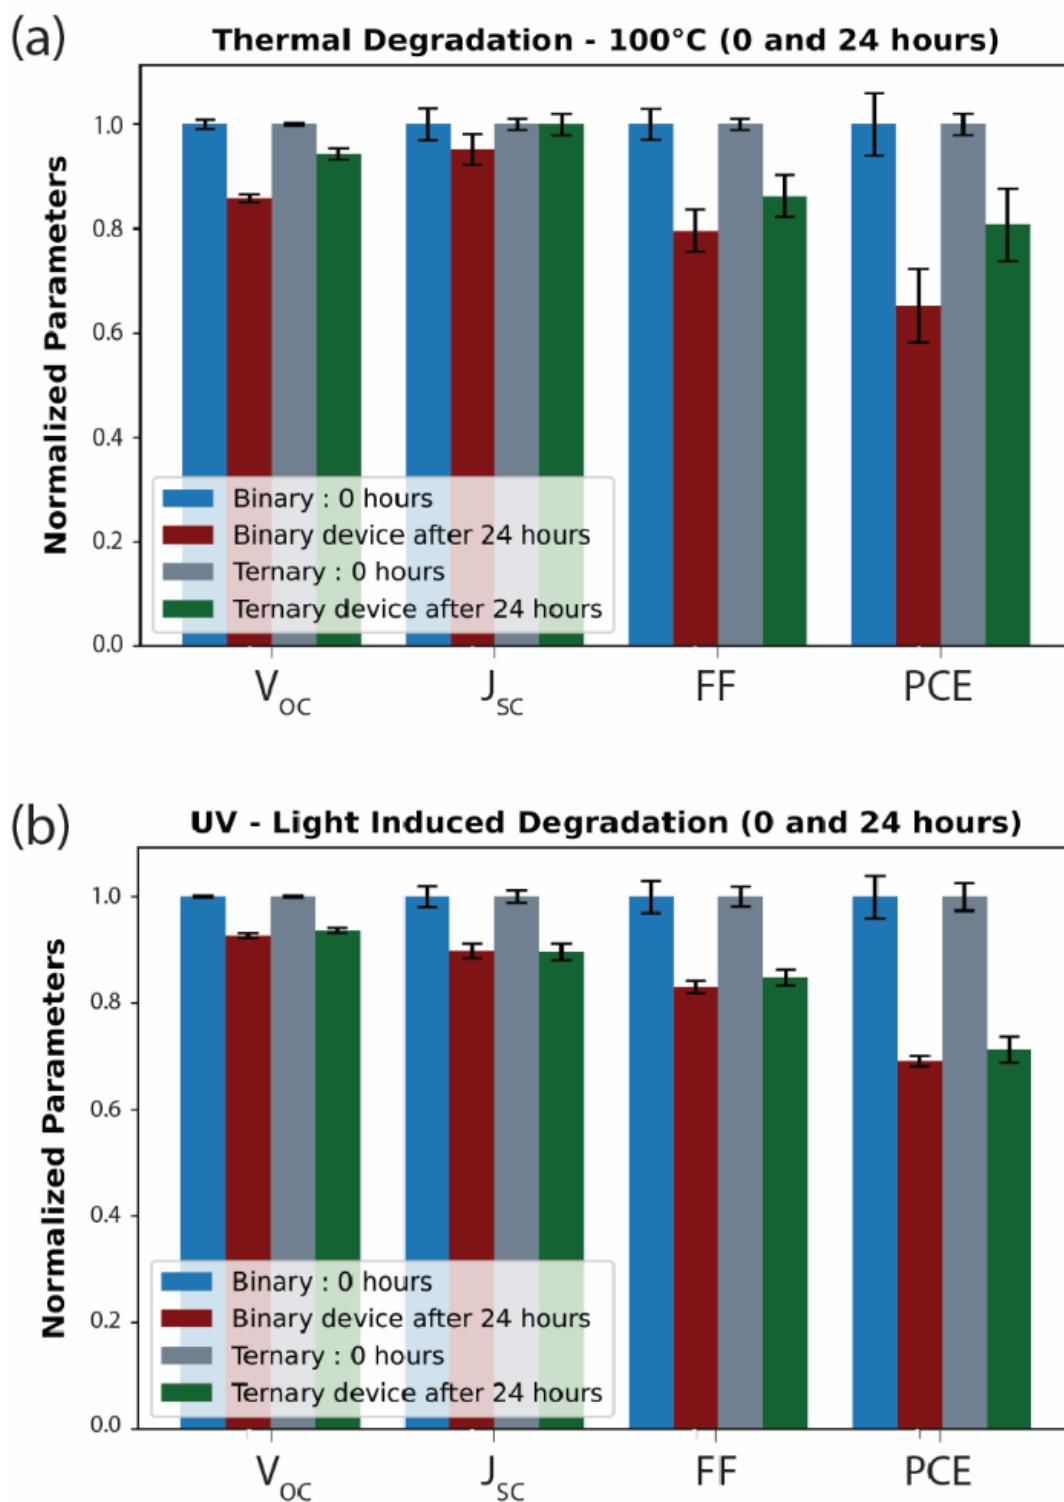 (a)
Thermal Degradation - 100°C (0 and 24 hours)
Normalized Parameters
1.0
0.8
0.6
0.4
0.2
0.0
Binary : 0 hours
Binary device after 24 hours
Ternary : 0 hours
Ternary device after 24 hours
VOC JSC FF PCE
(b)
UV - Light Induced Degradation (0 and 24 hours)
Normalized Parameters
1.0
0.8
0.6
0.4
0.2
0.0
Binary : 0 hours
Binary device after 24 hours
Ternary : 0 hours
Ternary device after 24 hours
VOC JSC FF PCE